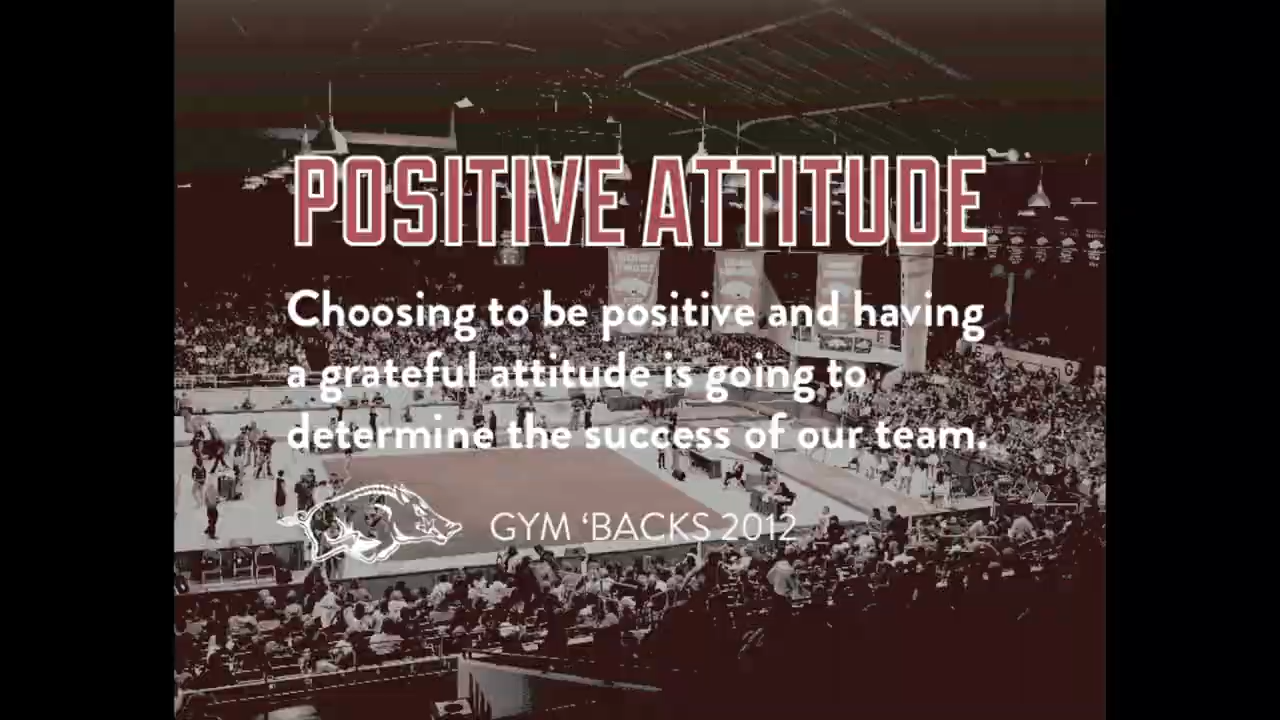 POSITIVE ATTITUDE
Choosing to be positive and having
a grateful attitude is going to
determine the success of our team.
GYM ‘BACKS 2012